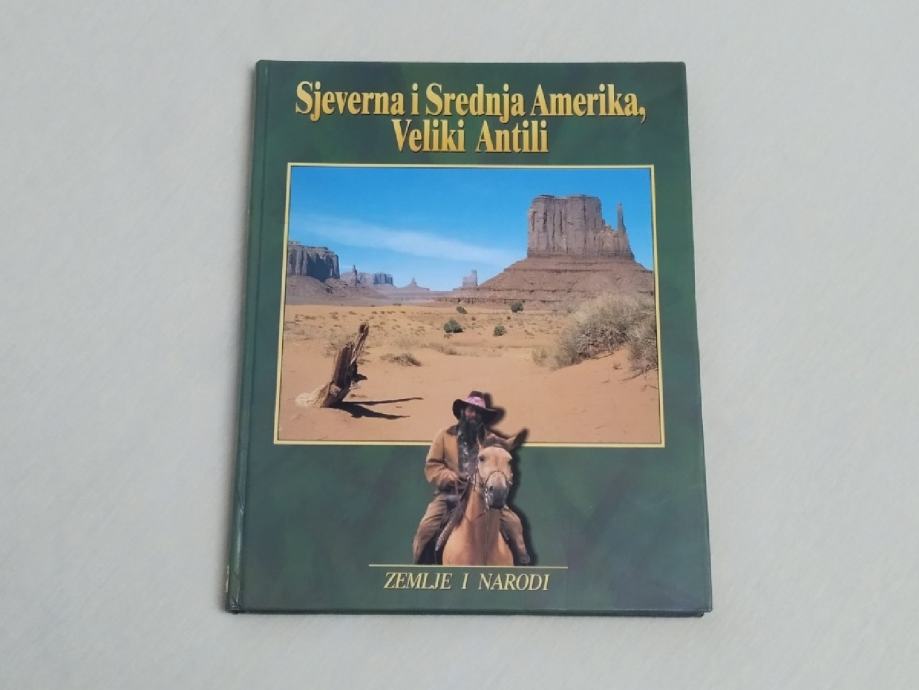 Sjeverna i Srednja Amerika,
Veliki Antili
ZEMLJE I NARODI